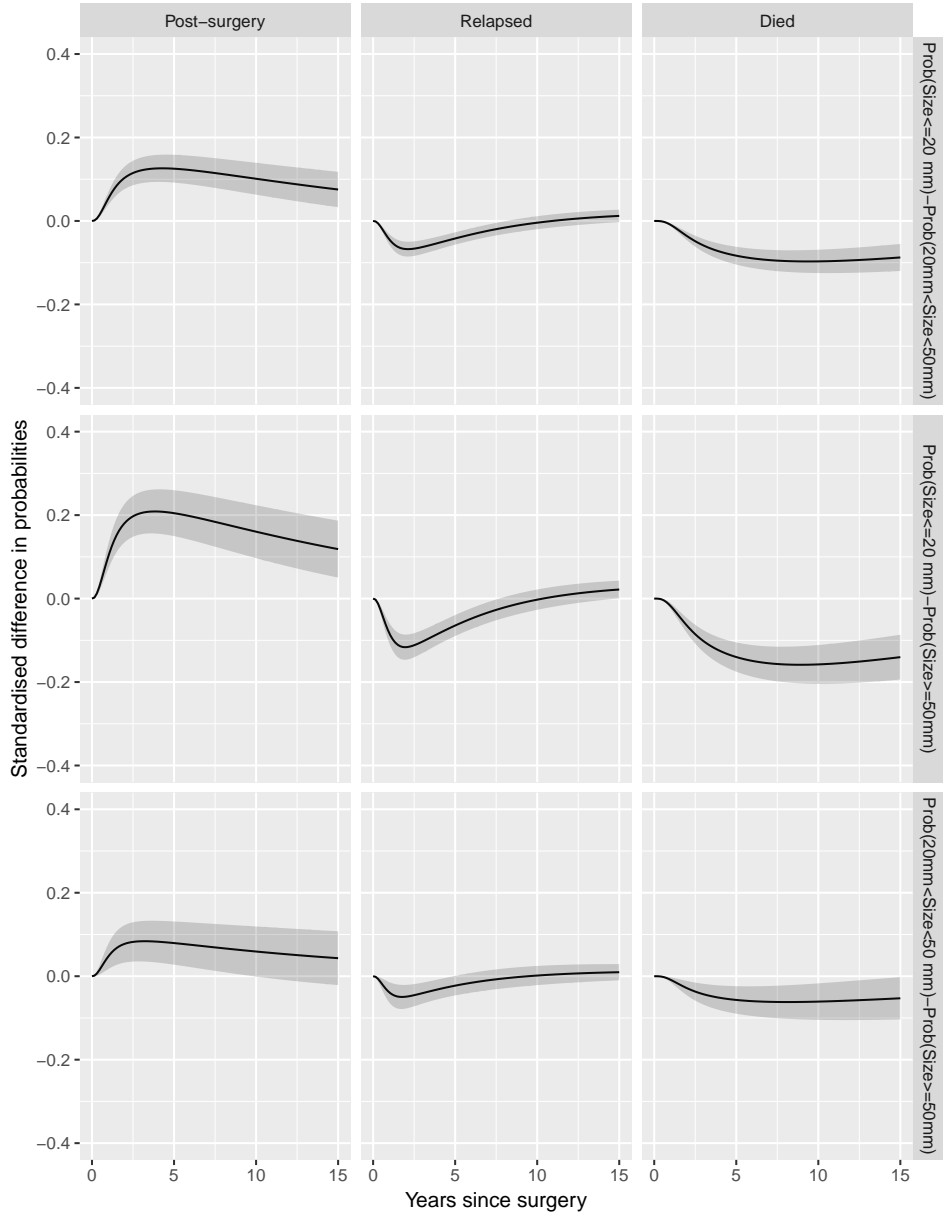 Post−surgery
Relapsed
Died
0.4
0.2
0.0
−0.2
−0.4
Prob(Size<=20 mm)−Prob(20mm<Size<50mm)
0.4
0.2
0.0
−0.2
−0.4
Prob(Size<=20 mm)−Prob(Size>=50mm)
Standardised difference in probabilities
0.4
0.2
0.0
−0.2
−0.4
Prob(20mm<Size<50 mm)−Prob(Size>=50mm)
0 5 10 15 0 5 10 15 0 5 10 15
Years since surgery